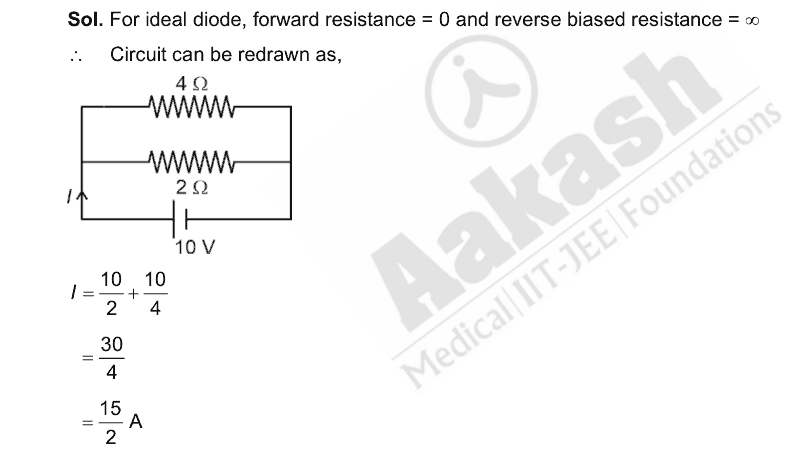 Sol. For ideal diode, forward resistance = 0 and reverse biased resistance = ∞
∴ Circuit can be redrawn as,
4 Ω
2 Ω
I
10 V
I = 10/2 + 10/4
= 30/4
= 15/2 A
Aakash
Medical|IIT-JEE|Foundations